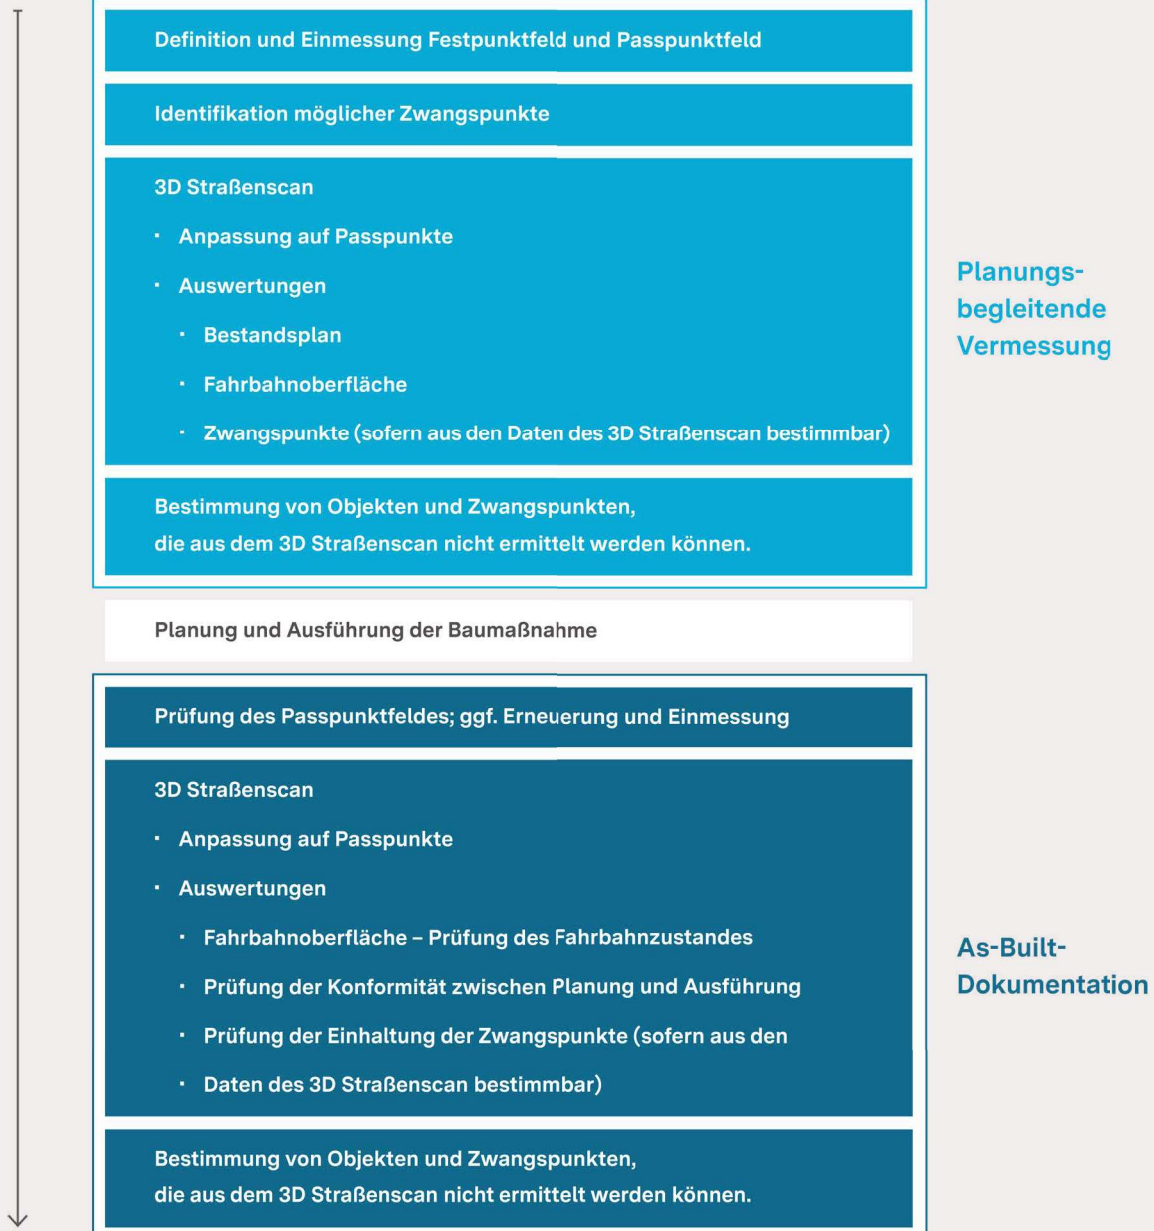 Definition und Einmessung Festpunktfeld und Passpunktfeld
Identifikation möglicher Zwangspunkte
3D Straßenscan
· Anpassung auf Passpunkte
· Auswertungen
· Bestandsplan
· Fahrbahnoberfläche
· Zwangspunkte (sofern aus den Daten des 3D Straßenscan bestimmbar)
Bestimmung von Objekten und Zwangspunkten,
die aus dem 3D Straßenscan nicht ermittelt werden können.
Planungs-
begleitende
Vermessung
Planung und Ausführung der Baumaßnahme
Prüfung des Passpunktfeldes; ggf. Erneuerung und Einmessung
3D Straßenscan
· Anpassung auf Passpunkte
· Auswertungen
· Fahrbahnoberfläche – Prüfung des Fahrbahnzustandes
· Prüfung der Konformität zwischen Planung und Ausführung
· Prüfung der Einhaltung der Zwangspunkte (sofern aus den
· Daten des 3D Straßenscan bestimmbar)
Bestimmung von Objekten und Zwangspunkten,
die aus dem 3D Straßenscan nicht ermittelt werden können.
As-Built-
Dokumentation